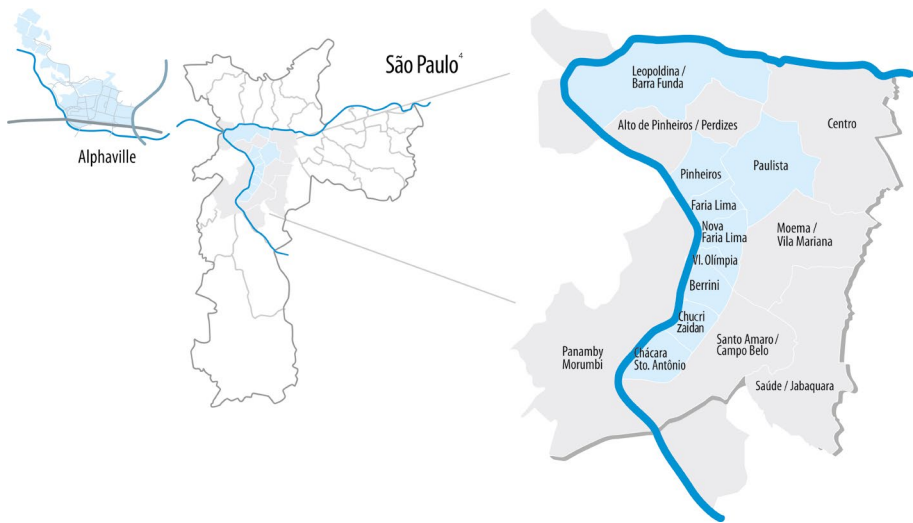 São Paulo⁴
Alphaville
Leopoldina /
Barra Funda
Alto de Pinheiros / Perdizes
Centro
Pinheiros
Paulista
Faria Lima
Nova
Faria Lima
Moema /
Vila Mariana
Vl. Olímpia
Berrini
Chucri
Zaidan
Santo Amaro /
Campo Belo
Panamby
Morumbi
Chácara
Sto. Antônio
Saúde / Jabaquara